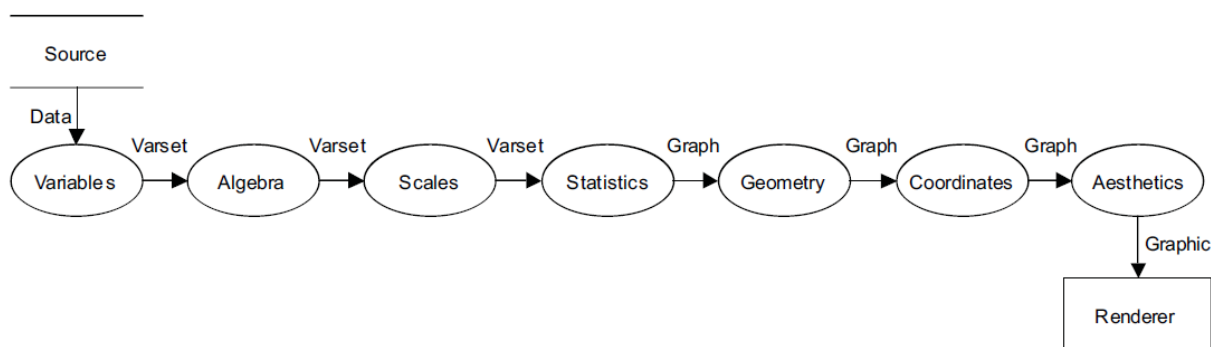 Source
Data
Varset Varset Varset Graph Graph Graph
Variables Algebra Scales Statistics Geometry Coordinates Aesthetics
Graphic
Renderer